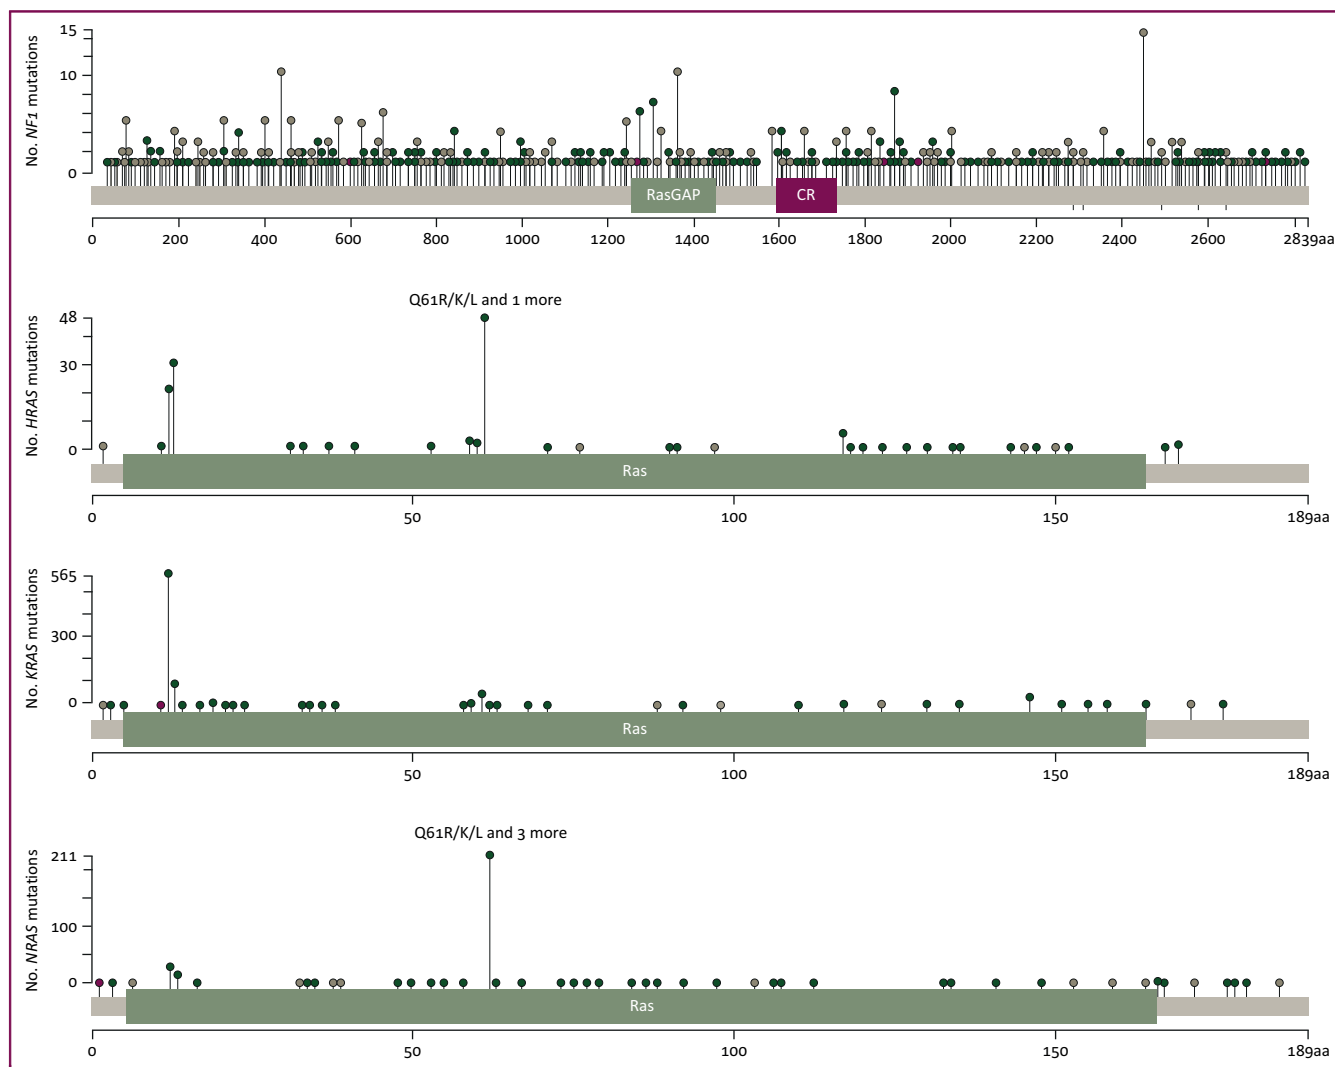 No. NF1 mutations
15
10
0
RasGAP
CR
0 200 400 600 800 1000 1200 1400 1600 1800 2000 2200 2400 2600 2839aa
Q61R/K/L and 1 more
No. HRAS mutations
48
30
0
Ras
0 50 100 150 189aa
No. KRAS mutations
565
300
0
Ras
0 50 100 150 189aa
Q61R/K/L and 3 more
No. NRAS mutations
211
100
0
Ras
0 50 100 150 189aa